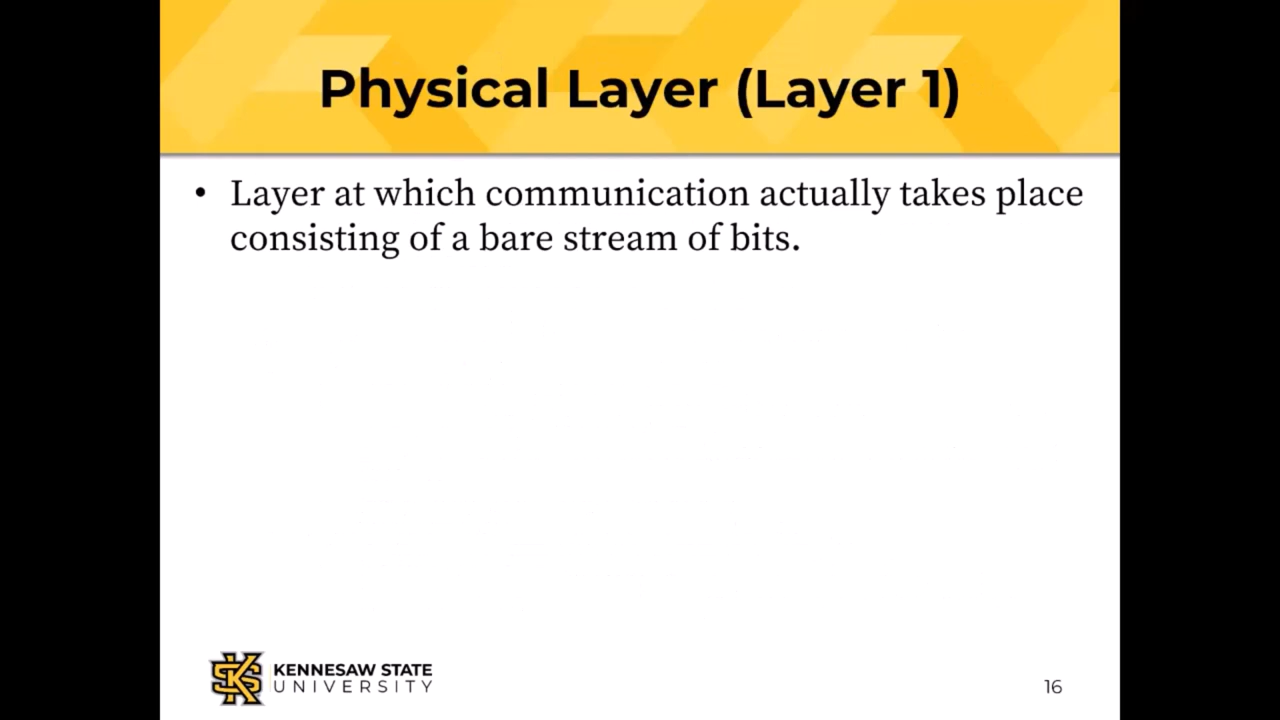 Physical Layer (Layer 1)
• Layer at which communication actually takes place
consisting of a bare stream of bits.
KENNESAW STATE
UNIVERSITY
16